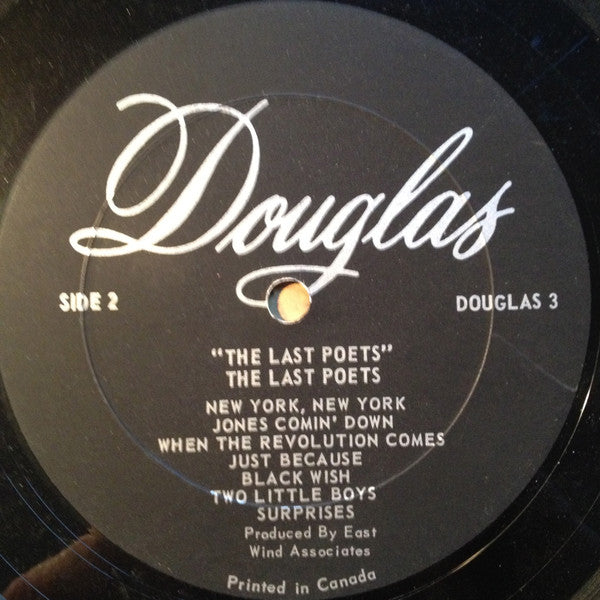 Douglas
SIDE 2
DOUGLAS 3
"THE LAST POETS"
THE LAST POETS
NEW YORK, NEW YORK
JONES COMIN' DOWN
WHEN THE REVOLUTION COMES
JUST BECAUSE
BLACK WISH
TWO LITTLE BOYS
SURPRISES
Produced By East
Wind Associates
Printed in Canada